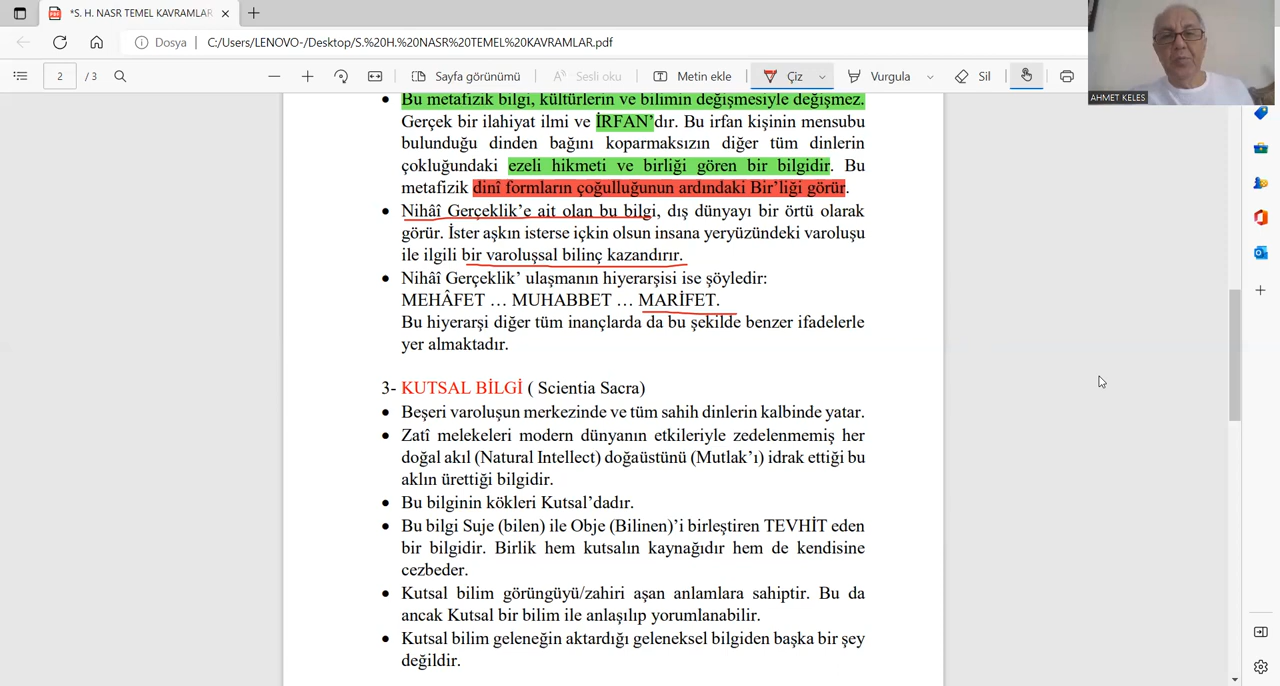 *S. H. NASR TEMEL KAVRAMLAR
Dosya
C:/Users/LENOVO-/Desktop/S.%20H.%20NASR%20TEMEL%20KAVRAMLAR.pdf
2 / 3
Sayfa görünümü
Sesli oku
Metin ekle
Çiz
Vurgula
Sil
AHMET KELES
• Bu metafizik bilgi, kültürlerin ve bilimin değişmesiyle değişmez.
Gerçek bir ilahiyat ilmi ve İRFAN’dır. Bu irfan kişinin mensubu
bulunduğu dinden bağını koparmaksızın diğer tüm dinlerin
çokluğundaki ezeli hikmeti ve birliği gören bir bilgidir. Bu
metafizik dinî formların çoğulluğunun ardındaki Bir’liği görür.
• Nihâî Gerçeklik’e ait olan bu bilgi, dış dünyayı bir örtü olarak
görür. İster aşkın isterse içkin olsun insana yeryüzündeki varoluşu
ile ilgili bir varoluşsal bilinç kazandırır.
• Nihâî Gerçeklik’ ulaşmanın hiyerarşisi ise şöyledir:
MEHÂFET … MUHABBET … MARİFET.
Bu hiyerarşi diğer tüm inançlarda da bu şekilde benzer ifadelerle
yer almaktadır.
3- KUTSAL BİLGİ ( Scientia Sacra)
• Beşeri varoluşun merkezinde ve tüm sahih dinlerin kalbinde yatar.
• Zatî melekeleri modern dünyanın etkileriyle zedelenmemiş her
doğal akıl (Natural Intellect) doğaüstünü (Mutlak’ı) idrak ettiği bu
aklın ürettiği bilgidir.
• Bu bilginin kökleri Kutsal’dadır.
• Bu bilgi Suje (bilen) ile Obje (Bilinen)’i birleştiren TEVHİT eden
bir bilgidir. Birlik hem kutsalın kaynağıdır hem de kendisine
cezbeder.
• Kutsal bilim görüngüyü/zahiri aşan anlamlara sahiptir. Bu da
ancak Kutsal bir bilim ile anlaşılıp yorumlanabilir.
• Kutsal bilim geleneğin aktardığı geleneksel bilgiden başka bir şey
değildir.